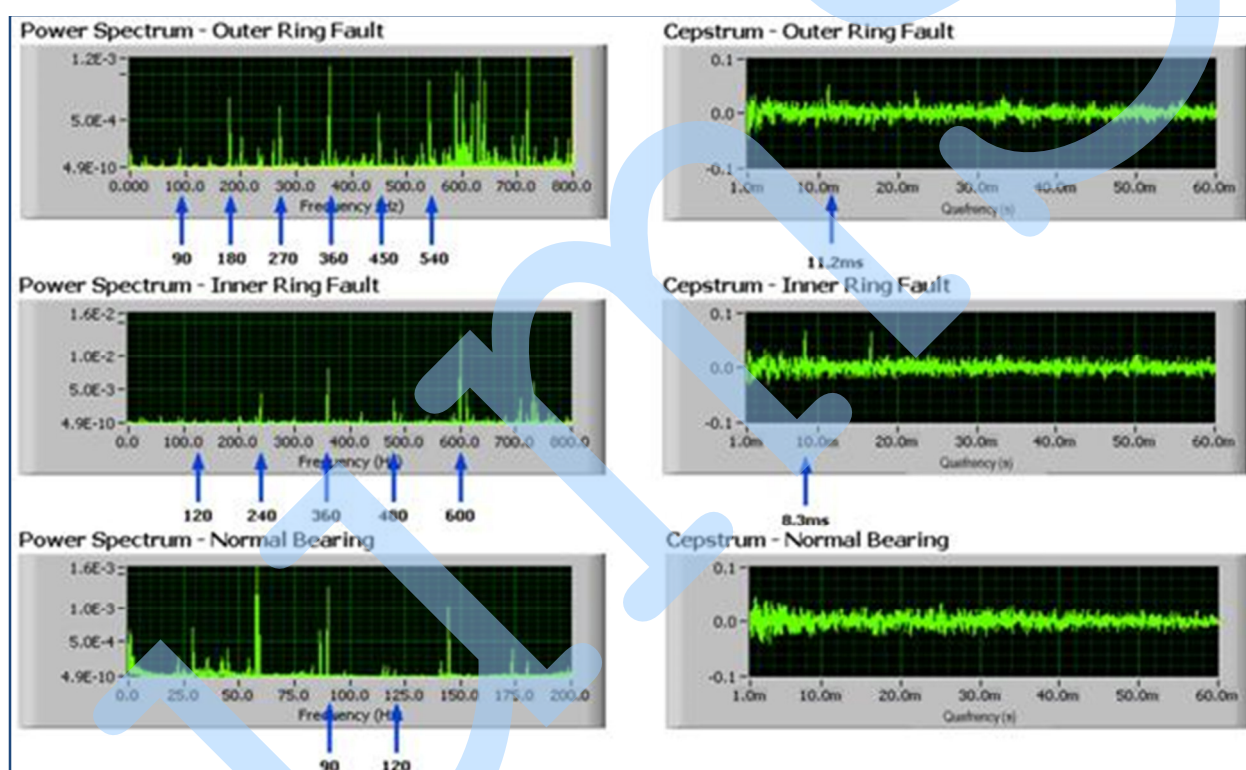 Power Spectrum - Outer Ring Fault
1.2E-3
5.0E-4
4.9E-10
0.000 100.0 200.0 300.0 400.0 500.0 600.0 700.0 800.0
Frequency (Hz)
90 180 270 360 450 540
Cepstrum - Outer Ring Fault
0.1
0.0
-0.1
1.0m 10.0m 20.0m 30.0m 40.0m 50.0m 60.0m
Quefrency (s)
11.2ms
Power Spectrum - Inner Ring Fault
1.6E-2
1.0E-2
5.0E-3
4.9E-10
0.0 100.0 200.0 300.0 400.0 500.0 600.0 700.0 800.0
Frequency (Hz)
120 240 360 480 600
Cepstrum - Inner Ring Fault
0.1
0.0
-0.1
1.0m 10.0m 20.0m 30.0m 40.0m 50.0m 60.0m
Quefrency (s)
8.3ms
Power Spectrum - Normal Bearing
1.6E-3
1.0E-3
5.0E-4
4.9E-10
0.0 25.0 50.0 75.0 100.0 125.0 150.0 175.0 200.0
Frequency (Hz)
90 120
Cepstrum - Normal Bearing
0.1
0.0
-0.1
1.0m 10.0m 20.0m 30.0m 40.0m 50.0m 60.0m
Quefrency (s)